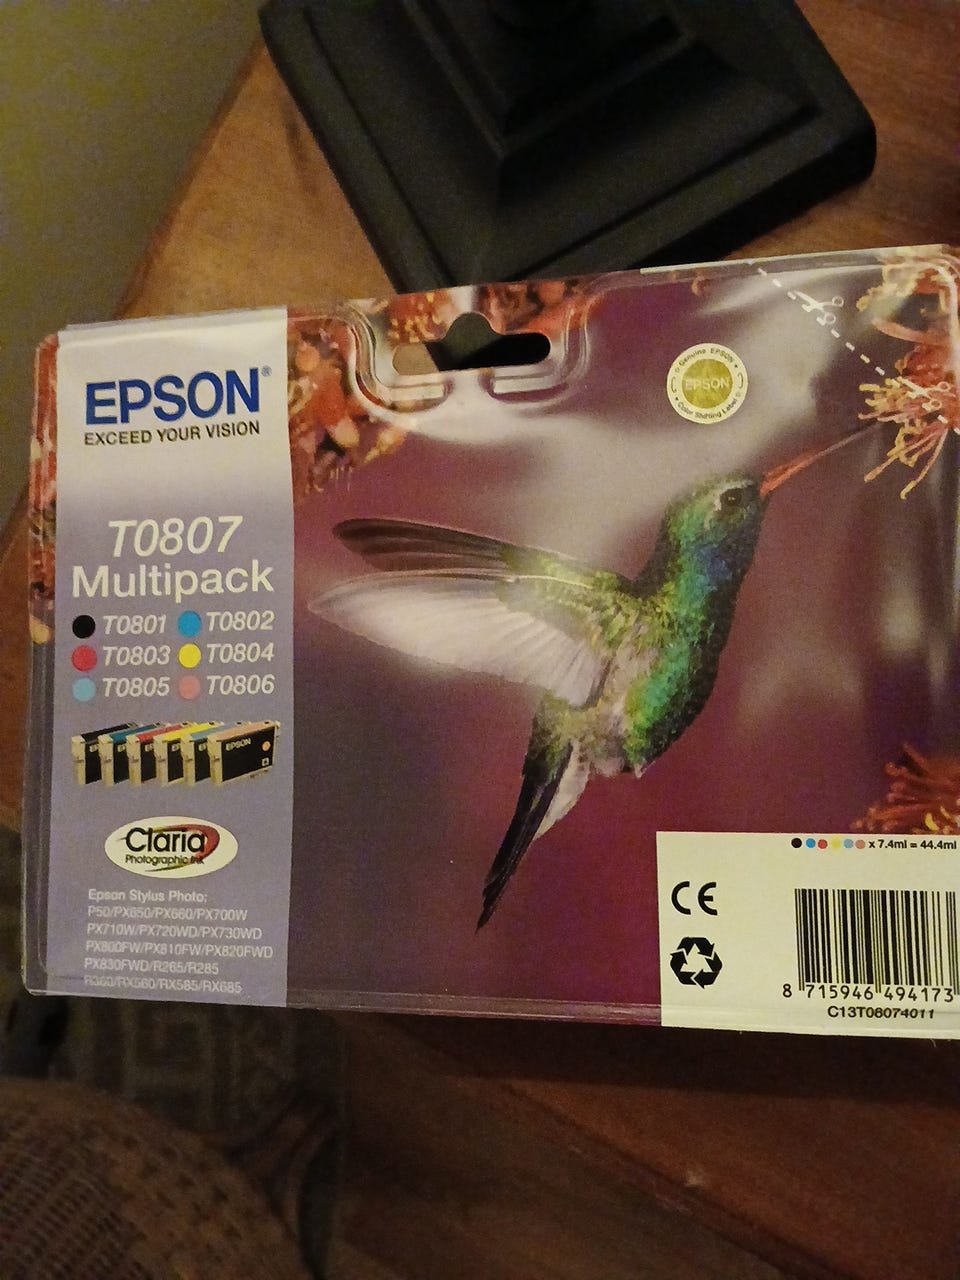 EPSON®
EXCEED YOUR VISION
T0807
Multipack
T0801 T0802
T0803 T0804
T0805 T0806
EPSON
Claria
Photographic Ink
Epson Stylus Photo:
P50/PX650/PX660/PX700W
PX710W/PX720WD/PX730WD
PX800FW/PX810FW/PX820FWD
PX830FWD/R265/R285
R360/RX560/RX585/RX685
Genuine EPSON
EPSON
Color Shifting Label
x 7.4ml = 44.4ml
CE
8 715946 494173
C13T08074011